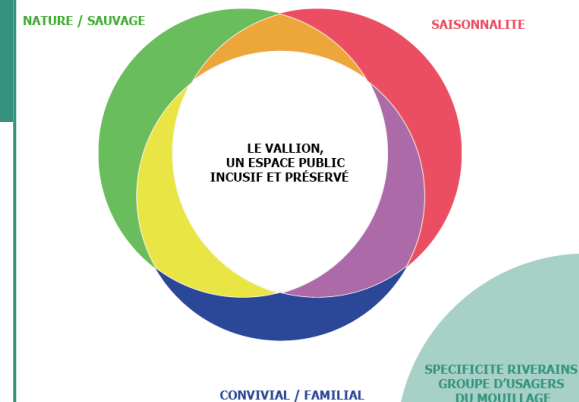 NATURE / SAUVAGE
SAISONNALITE
LE VALLION,
UN ESPACE PUBLIC
INCUSIF ET PRÉSERVÉ
SPECIFICITE RIVERAINS
GROUPE D'USAGERS
DU MOUILLAGE
CONVIVIAL / FAMILIAL